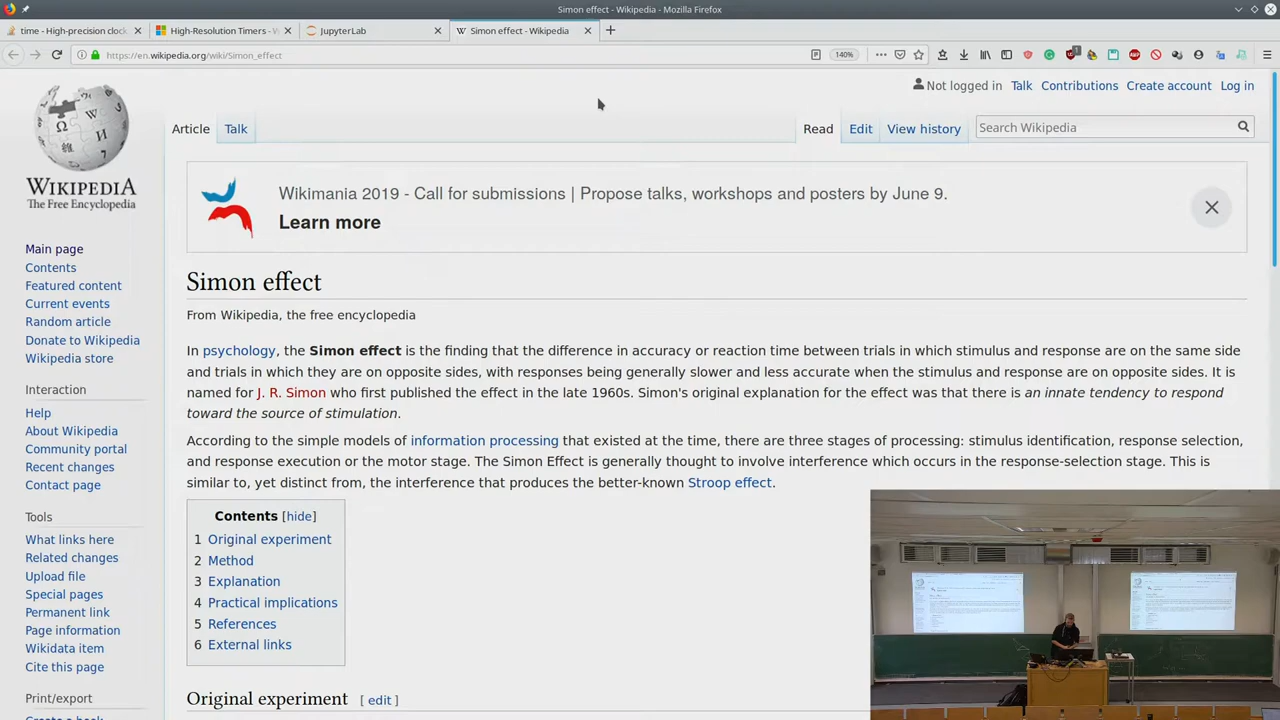 Simon effect - Wikipedia - Mozilla Firefox
time - High-precision clock
High-Resolution Timers - W
JupyterLab
W Simon effect - Wikipedia
https://en.wikipedia.org/wiki/Simon_effect
140%
1
ABP
Not logged in Talk Contributions Create account Log in
Article Talk Read Edit View history Search Wikipedia
WIKIPEDIA
The Free Encyclopedia
Wikimania 2019 - Call for submissions | Propose talks, workshops and posters by June 9.
Learn more
Main page
Contents
Featured content
Current events
Random article
Donate to Wikipedia
Wikipedia store
Interaction
Help
About Wikipedia
Community portal
Recent changes
Contact page
Tools
What links here
Related changes
Upload file
Special pages
Permanent link
Page information
Wikidata item
Cite this page
Print/export
Create a book
Simon effect
From Wikipedia, the free encyclopedia
In psychology, the Simon effect is the finding that the difference in accuracy or reaction time between trials in which stimulus and response are on the same side
and trials in which they are on opposite sides, with responses being generally slower and less accurate when the stimulus and response are on opposite sides. It is
named for J. R. Simon who first published the effect in the late 1960s. Simon's original explanation for the effect was that there is an innate tendency to respond
toward the source of stimulation.
According to the simple models of information processing that existed at the time, there are three stages of processing: stimulus identification, response selection,
and response execution or the motor stage. The Simon Effect is generally thought to involve interference which occurs in the response-selection stage. This is
similar to, yet distinct from, the interference that produces the better-known Stroop effect.
Contents [hide]
1 Original experiment
2 Method
3 Explanation
4 Practical implications
5 References
6 External links
Original experiment [ edit ]